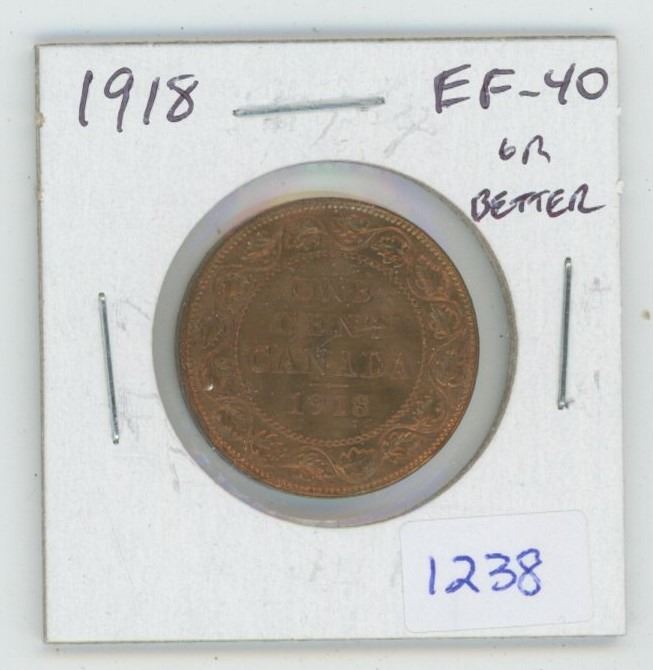 1918
EF-40
OR
BETTER
ONE
CENT
CANADA
1918
1238